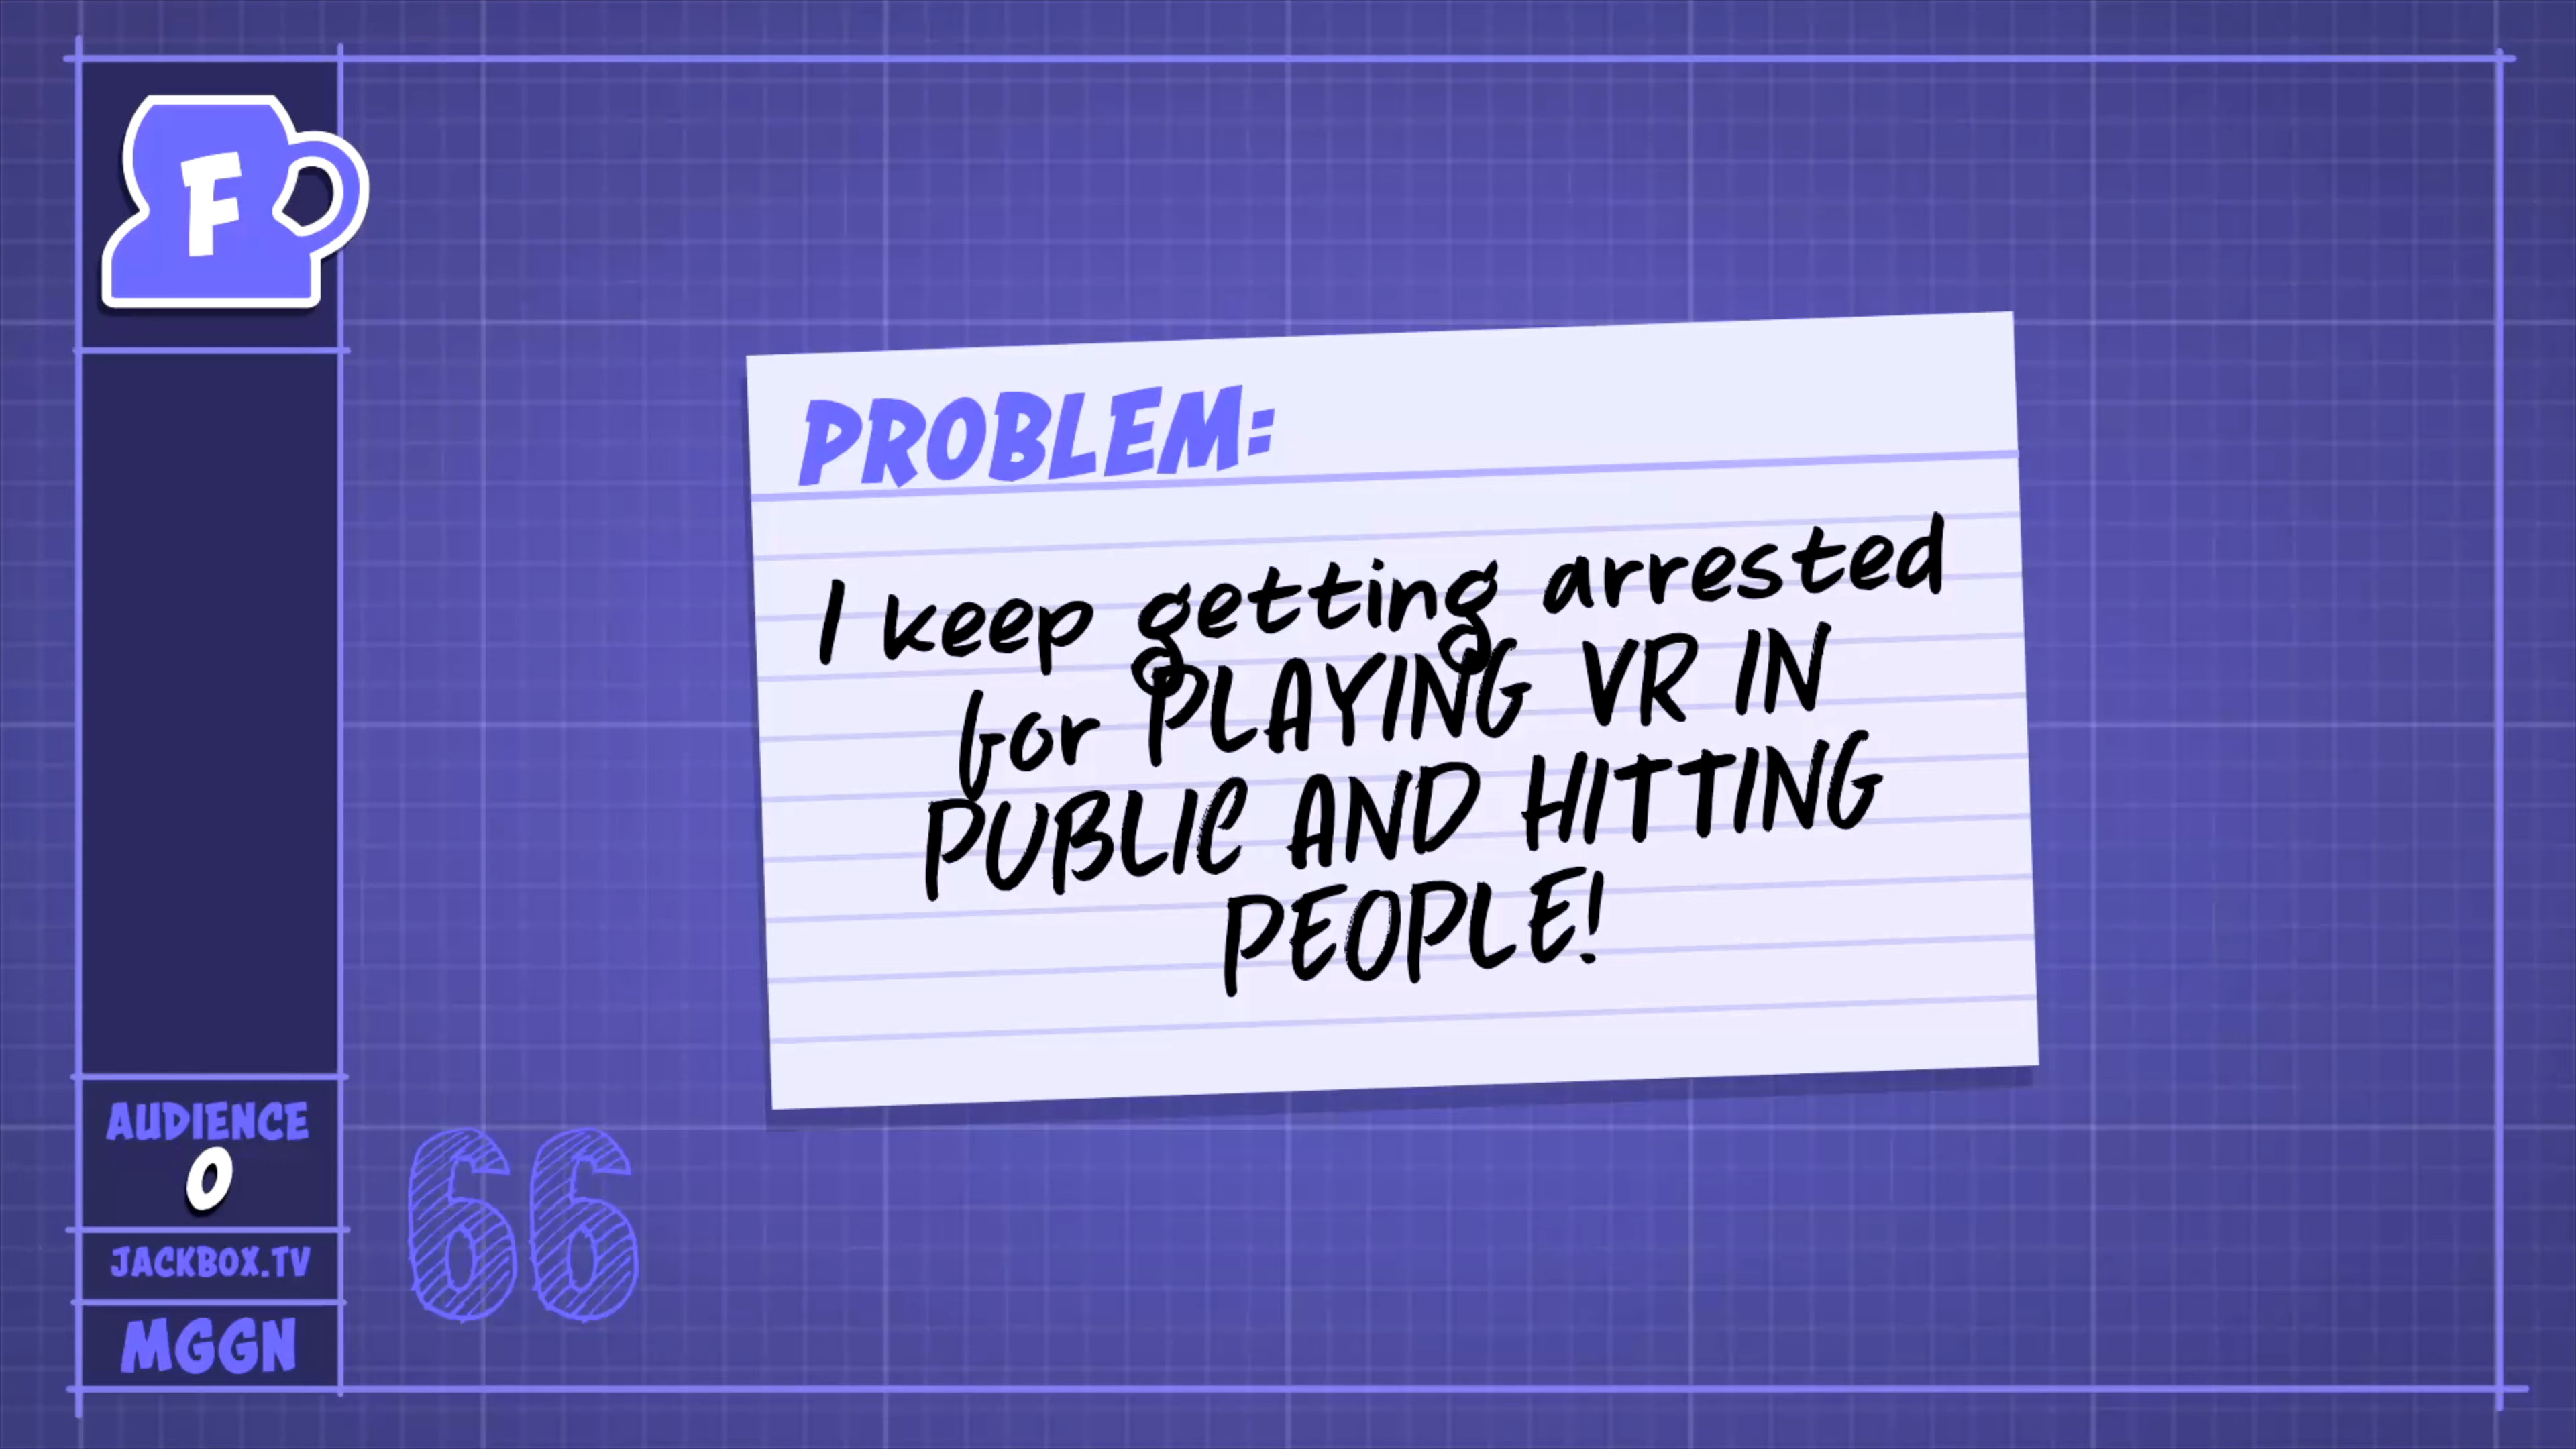 F
PROBLEM:
I keep getting arrested
for PLAYING VR IN
PUBLIC AND HITTING
PEOPLE!
AUDIENCE
0
JACKBOX.TV
MGGN
66